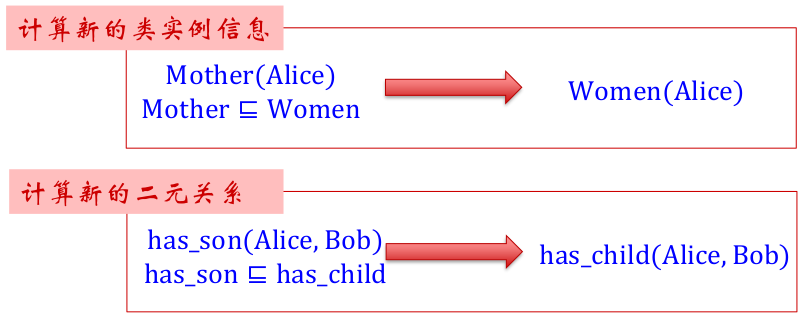 计算新的类实例信息
Mother(Alice)
Mother ⊑ Women
Women(Alice)
计算新的二元关系
has_son(Alice, Bob)
has_son ⊑ has_child
has_child(Alice, Bob)